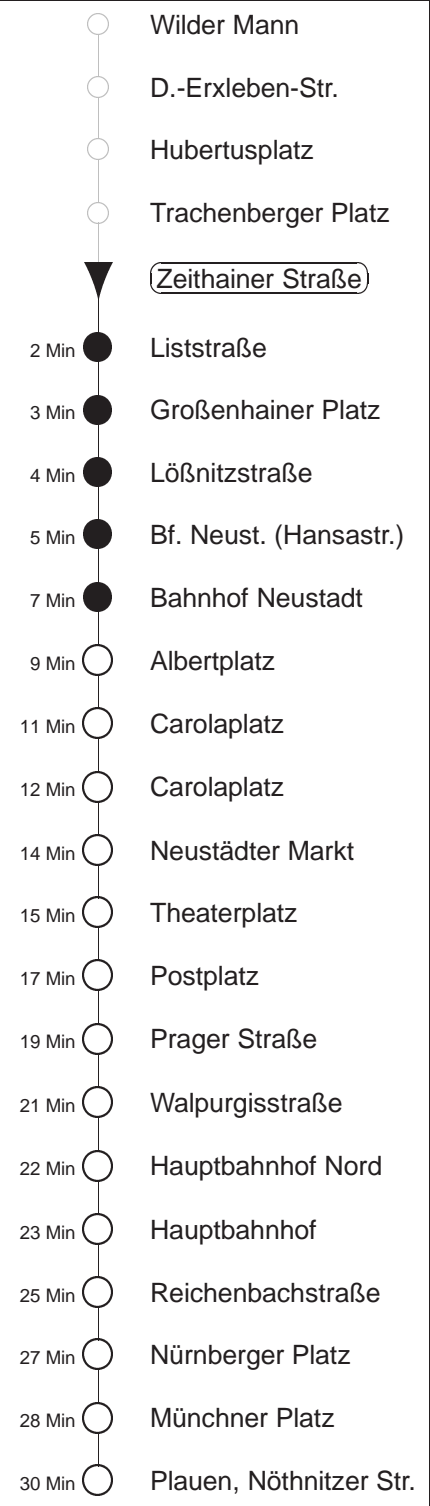 Wilder Mann
D.-Erxleben-Str.
Hubertusplatz
Trachenberger Platz
Zeithainer Straße
2 Min Liststraße
3 Min Großenhainer Platz
4 Min Lößnitzstraße
5 Min Bf. Neust. (Hansastr.)
7 Min Bahnhof Neustadt
9 Min Albertplatz
11 Min Carolaplatz
12 Min Carolaplatz
14 Min Neustädter Markt
15 Min Theaterplatz
17 Min Postplatz
19 Min Prager Straße
21 Min Walpurgisstraße
22 Min Hauptbahnhof Nord
23 Min Hauptbahnhof
25 Min Reichenbachstraße
27 Min Nürnberger Platz
28 Min Münchner Platz
30 Min Plauen, Nöthnitzer Str.